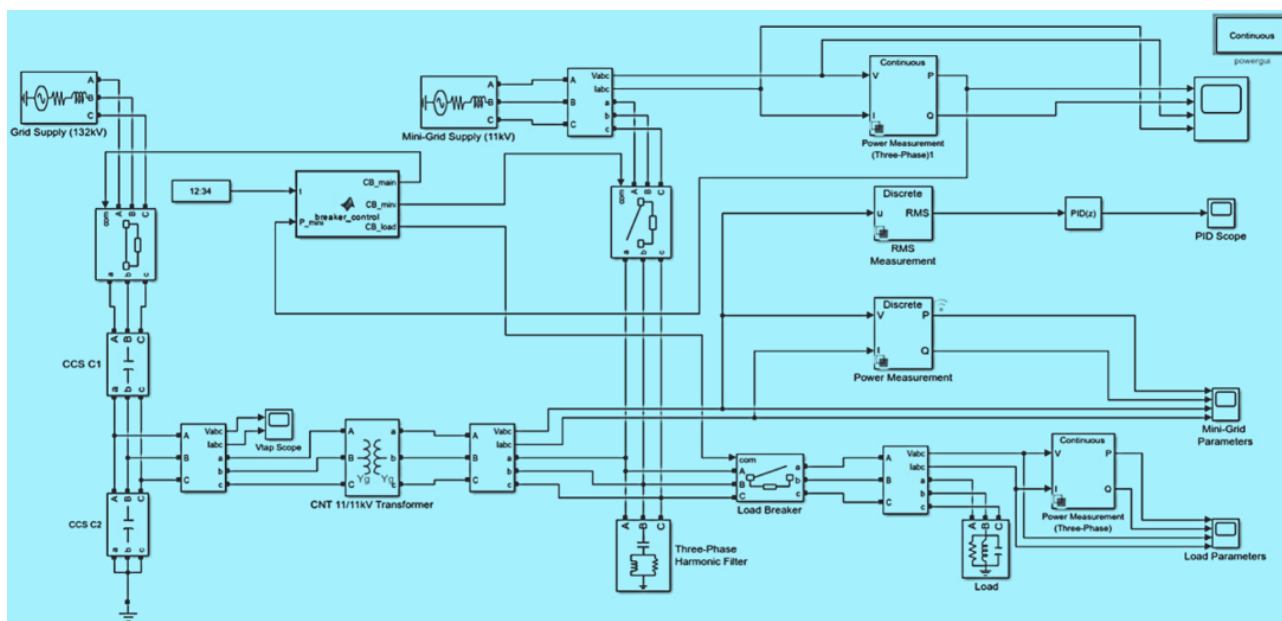 Continuous
powergui
A
B
C
Grid Supply (132kV)
A
B
C
Mini-Grid Supply (11kV)
A
B
C
Vabc
Iabc
a
b
c
Continuous
V
I
P
Q
Power Measurement
(Three-Phase)1
12:34
t
P_mini
breaker_control
CB_main
CB_mini
CB_load
com
A
B
C
a
b
c
com
A
B
C
a
b
c
Discrete
u
RMS
RMS
Measurement
PID(z)
PID Scope
Discrete
V
I
P
Q
Power Measurement
Mini-Grid
Parameters
CCS C1
A
B
C
a
b
c
A
B
C
Vabc
Iabc
a
b
c
Vtap Scope
A
B
C
a
b
c
Yg
Yg
CNT 11/11kV Transformer
A
B
C
Vabc
Iabc
a
b
c
CCS C2
A
B
C
a
b
c
A
B
C
Three-Phase
Harmonic Filter
com
A
B
C
a
b
c
Load Breaker
A
B
C
Vabc
Iabc
a
b
c
A
B
C
Load
Continuous
V
I
P
Q
Power Measurement
(Three-Phase)
Load Parameters